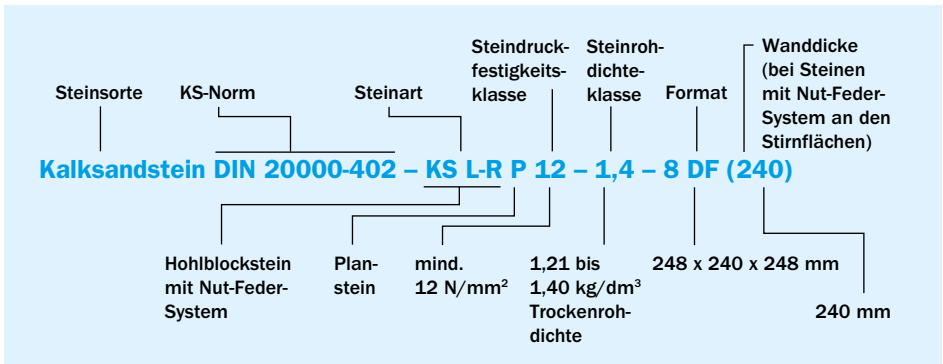 Steinsorte
KS-Norm
Steinart
Steindruck-
festigkeits-
klasse
Steinroh-
dichte-
klasse
Format
Wanddicke
(bei Steinen
mit Nut-Feder-
System an den
Stirnflächen)
Kalksandstein DIN 20000-402 – KS L-R P 12 – 1,4 – 8 DF (240)
Hohlblockstein
mit Nut-Feder-
System
Plan-
stein
mind.
12 N/mm²
1,21 bis
1,40 kg/dm³
Trockenroh-
dichte
248 x 240 x 248 mm
240 mm